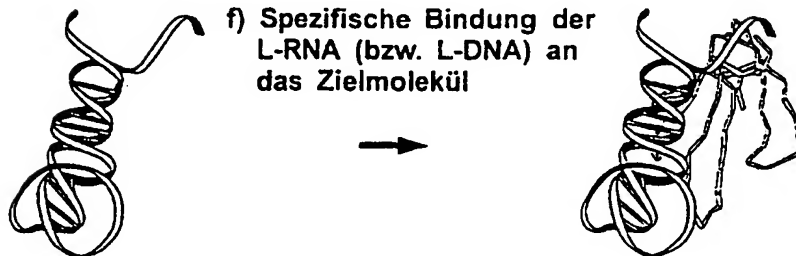 f) Spezifische Bindung der
L-RNA (bzw. L-DNA) an
das Zielmolekül